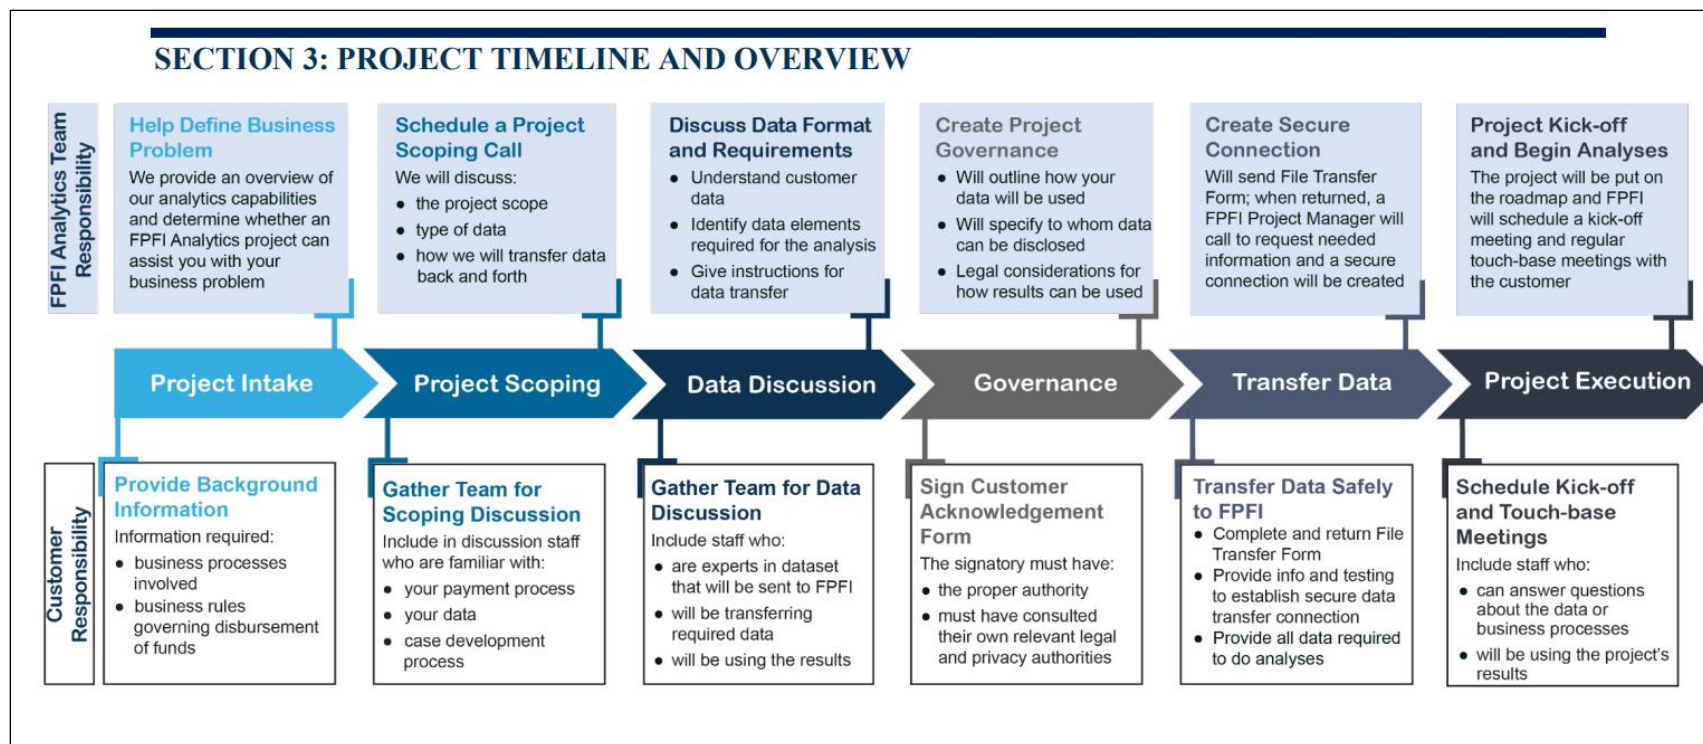 SECTION 3: PROJECT TIMELINE AND OVERVIEW
FPFI Analytics Team
Responsibility
Help Define Business
Problem
We provide an overview of
our analytics capabilities
and determine whether an
FPFI Analytics project can
assist you with your
business problem
Schedule a Project
Scoping Call
We will discuss:
● the project scope
● type of data
● how we will transfer data
back and forth
Discuss Data Format
and Requirements
● Understand customer
data
● Identify data elements
required for the analysis
● Give instructions for
data transfer
Create Project
Governance
● Will outline how your
data will be used
● Will specify to whom data
can be disclosed
● Legal considerations for
how results can be used
Create Secure
Connection
Will send File Transfer
Form; when returned, a
FPFI Project Manager will
call to request needed
information and a secure
connection will be created
Project Kick-off
and Begin Analyses
The project will be put on
the roadmap and FPFI
will schedule a kick-off
meeting and regular
touch-base meetings with
the customer
Project Intake
Project Scoping
Data Discussion
Governance
Transfer Data
Project Execution
Customer
Responsibility
Provide Background
Information
Information required:
● business processes
involved
● business rules
governing disbursement
of funds
Gather Team for
Scoping Discussion
Include in discussion staff
who are familiar with:
● your payment process
● your data
● case development
process
Gather Team for Data
Discussion
Include staff who:
● are experts in dataset
that will be sent to FPFI
● will be transferring
required data
● will be using the results
Sign Customer
Acknowledgement
Form
The signatory must have:
● the proper authority
● must have consulted
their own relevant legal
and privacy authorities
Transfer Data Safely
to FPFI
● Complete and return File
Transfer Form
● Provide info and testing
to establish secure data
transfer connection
● Provide all data required
to do analyses
Schedule Kick-off
and Touch-base
Meetings
Include staff who:
● can answer questions
about the data or
business processes
● will be using the project's
results